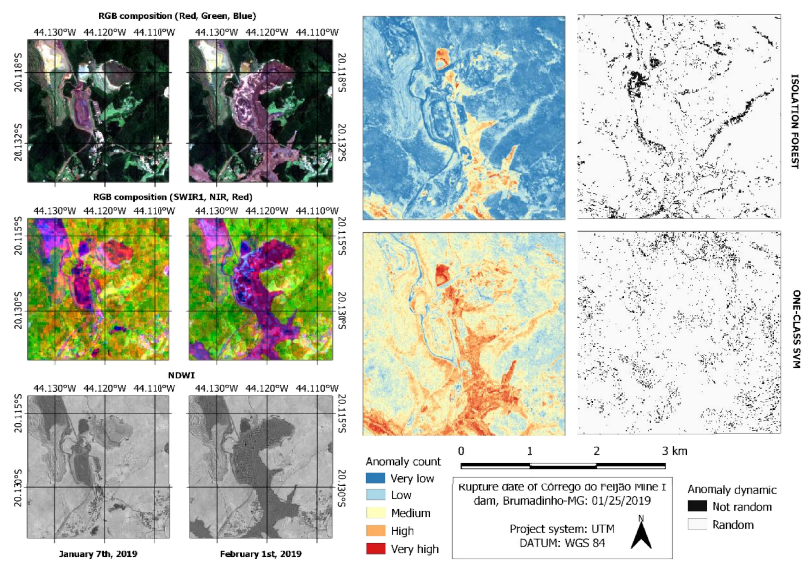 RGB composition (Red, Green, Blue)
44.130°W 44.120°W 44.110°W 44.130°W 44.120°W 44.110°W
20.118°S
20.132°S
20.118°S
20.132°S
RGB composition (SWIR1, NIR, Red)
44.130°W 44.120°W 44.110°W 44.130°W 44.120°W 44.110°W
20.115°S
20.130°S
20.115°S
20.130°S
NDWI
44.130°W 44.120°W 44.110°W 44.130°W 44.120°W 44.110°W
20.115°S
20.130°S
20.115°S
20.130°S
January 7th, 2019
February 1st, 2019
ISOLATION FOREST
ONE-CLASS SVM
Anomaly count
Very low
Low
Medium
High
Very high
0 1 2 3 km
Rupture date of Córrego do Feijão Mine I
dam, Brumadinho-MG: 01/25/2019
Project system: UTM
DATUM: WGS 84
N
Anomaly dynamic
Not random
Random